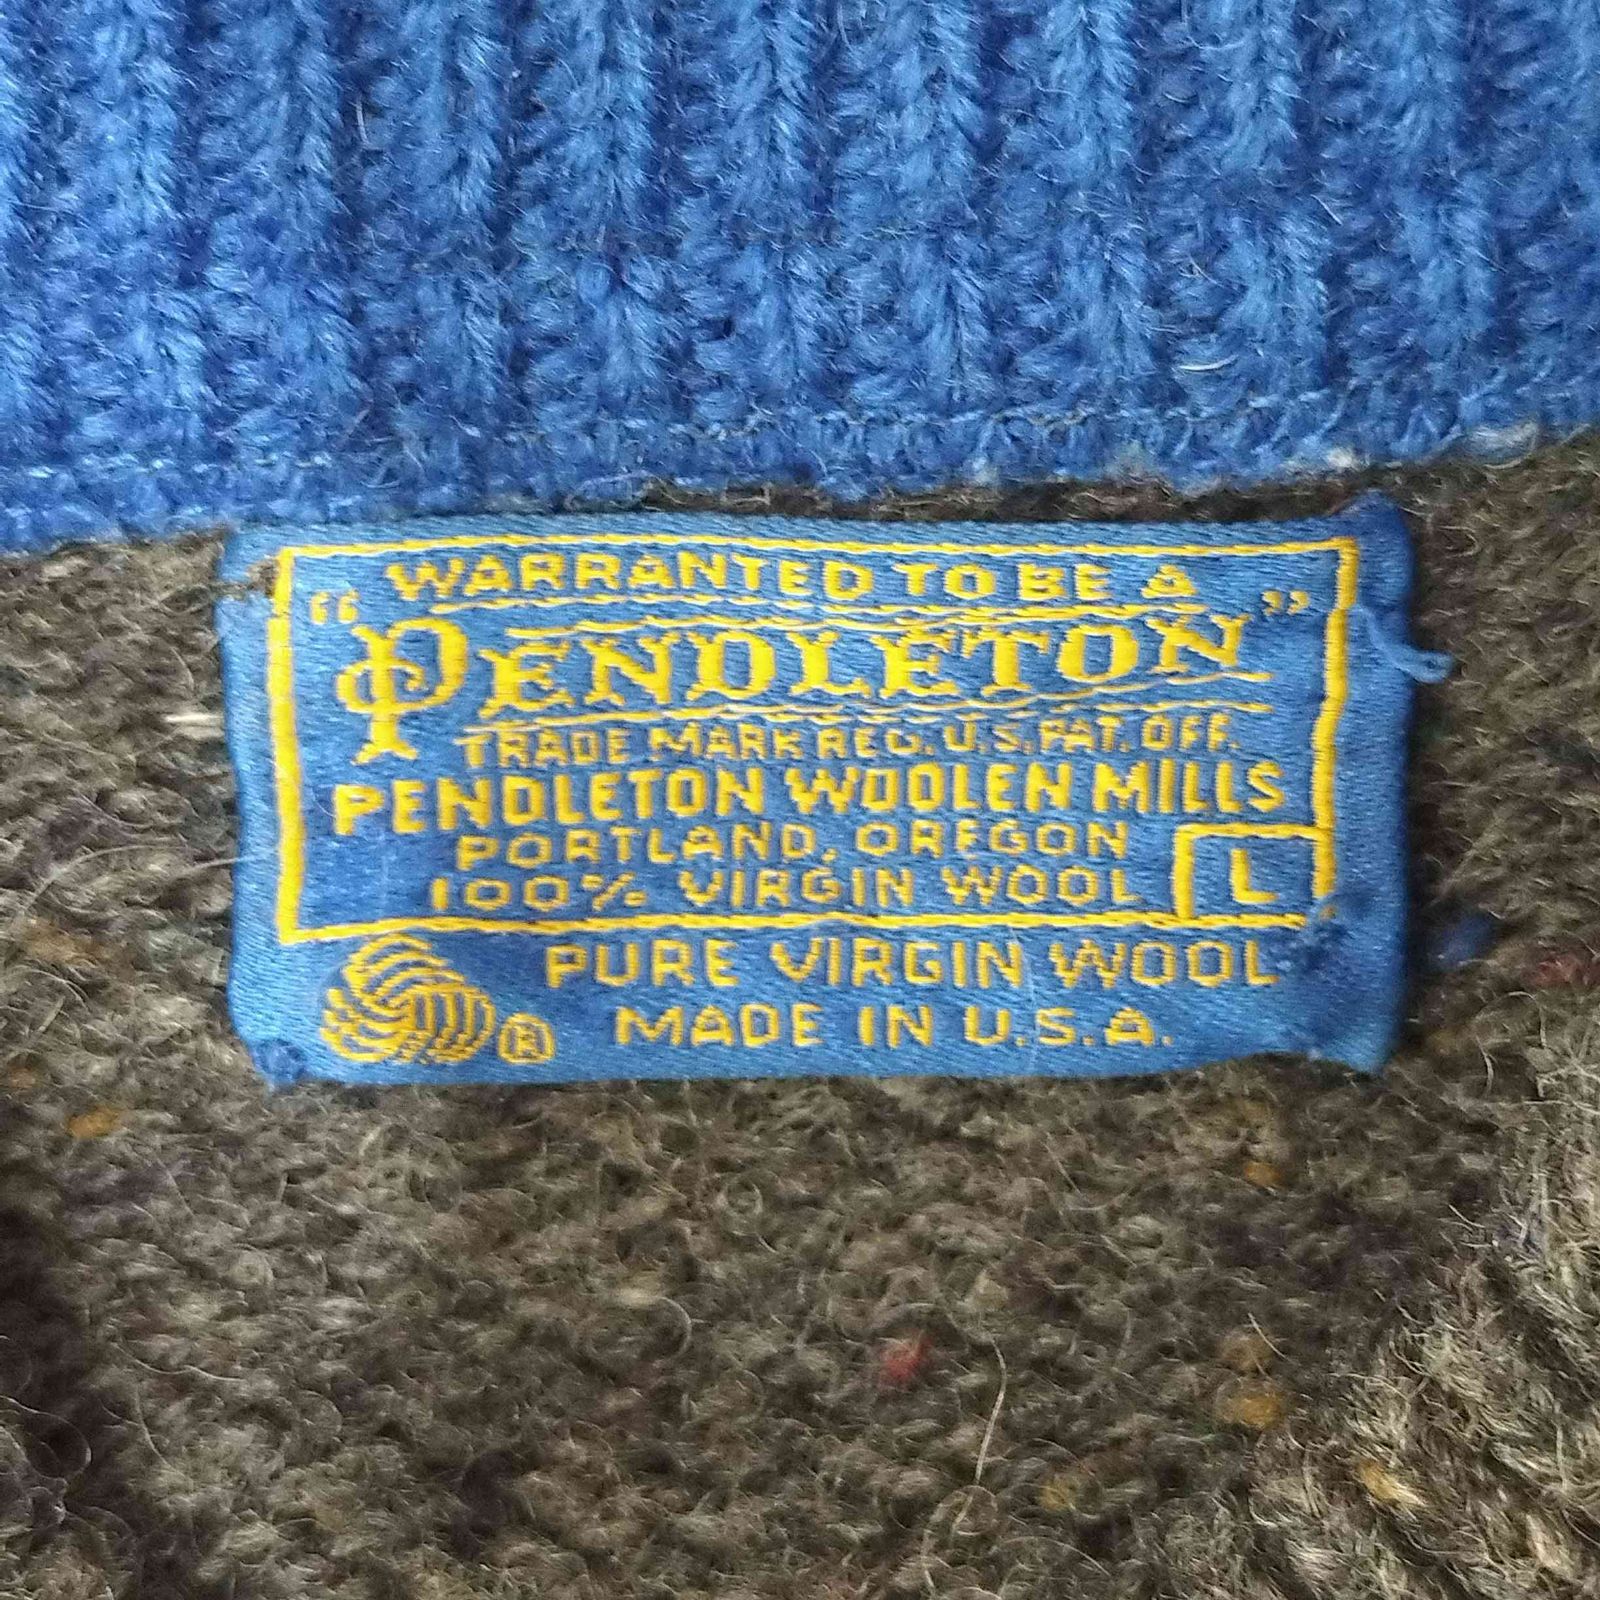 WARRANTED TO BE A
“PENDLETON”
TRADE MARK REG. U.S. PAT. OFF.
PENDLETON WOOLEN MILLS
PORTLAND, OREGON
100% VIRGIN WOOL L
PURE VIRGIN WOOL
® MADE IN U.S.A.